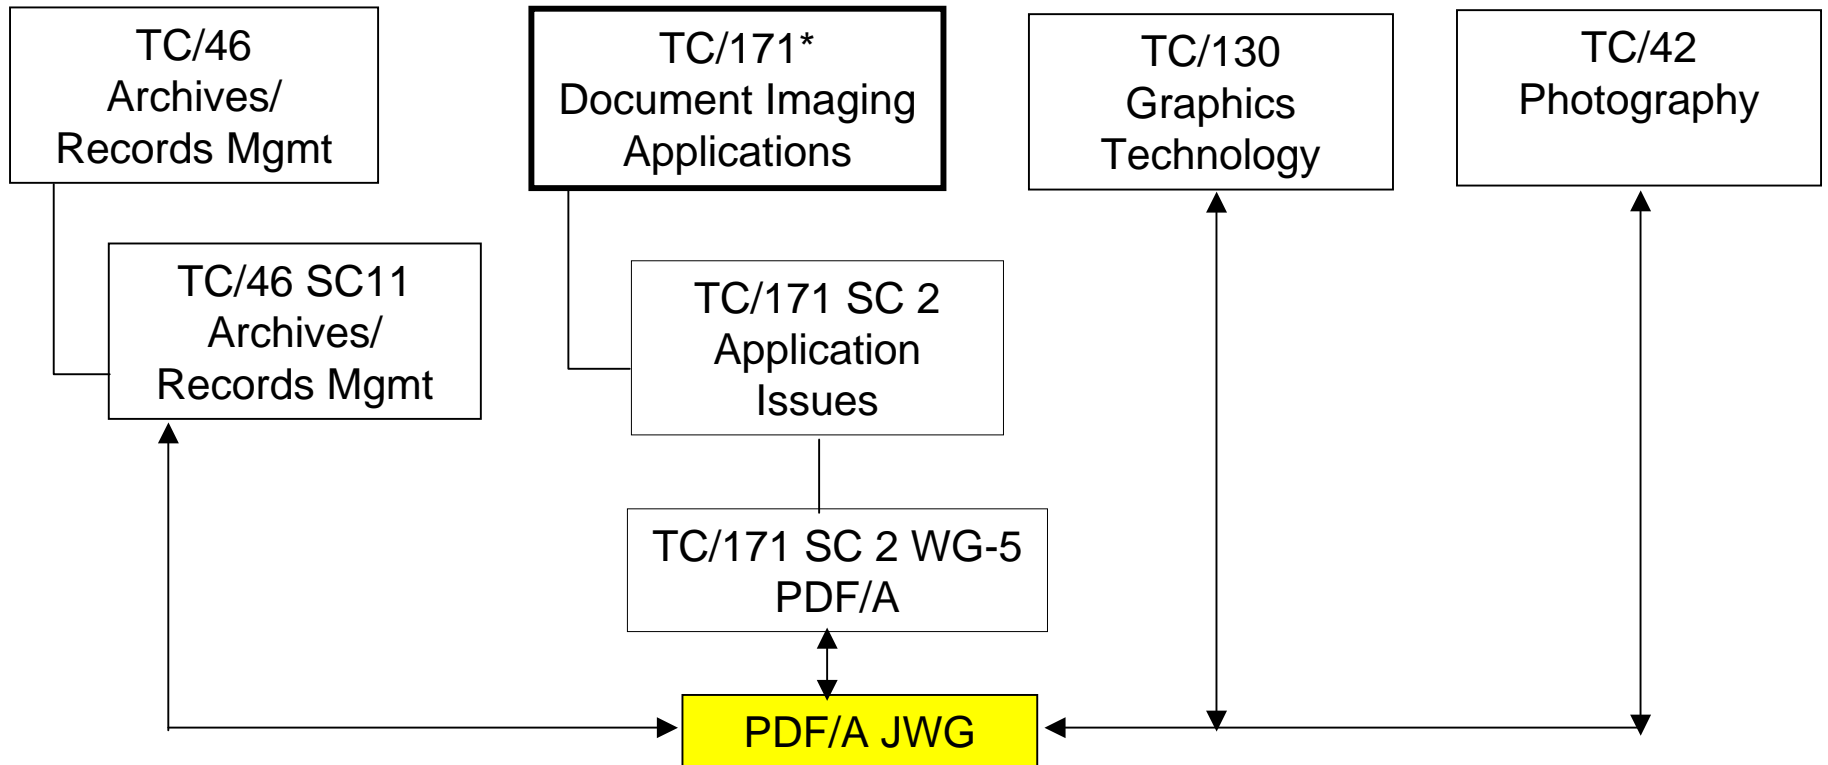 TC/46
Archives/
Records Mgmt
TC/171*
Document Imaging
Applications
TC/130
Graphics
Technology
TC/42
Photography
TC/46 SC11
Archives/
Records Mgmt
TC/171 SC 2
Application
Issues
TC/171 SC 2 WG-5
PDF/A
PDF/A JWG